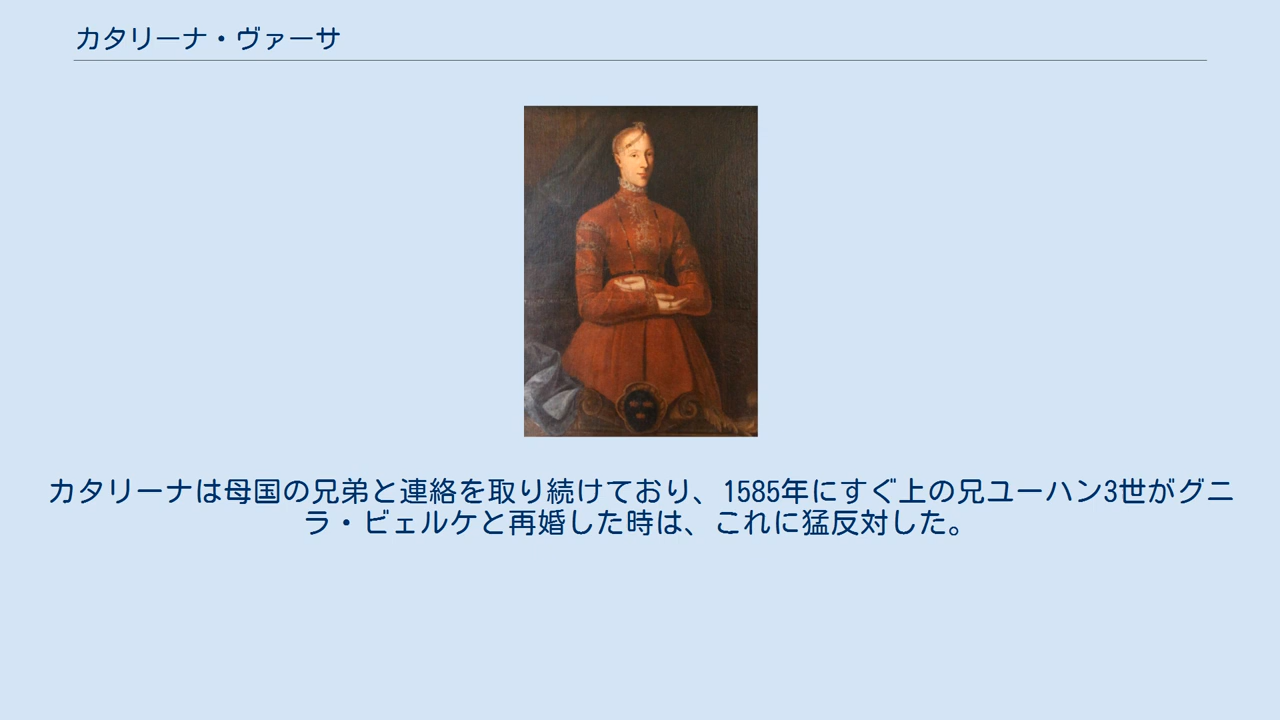 カタリーナ・ヴァーサ
カタリーナは母国の兄弟と連絡を取り続けており、1585年にすぐ上の兄ユーハン3世がグニ
ラ・ビェルケと再婚した時は、これに猛反対した。